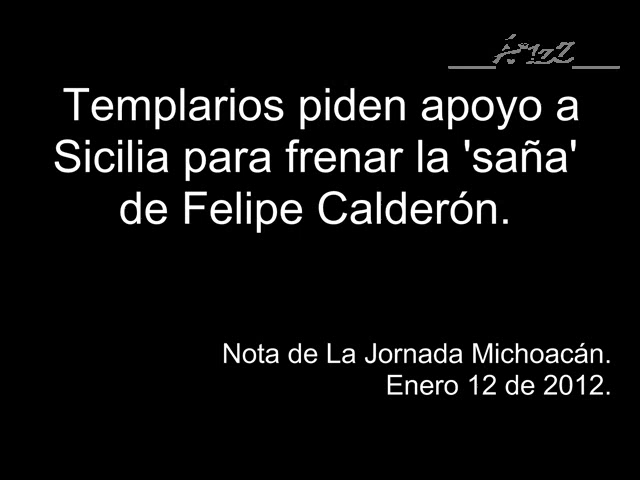 Templarios piden apoyo a
Sicilia para frenar la 'saña'
de Felipe Calderón.
Nota de La Jornada Michoacán.
Enero 12 de 2012.